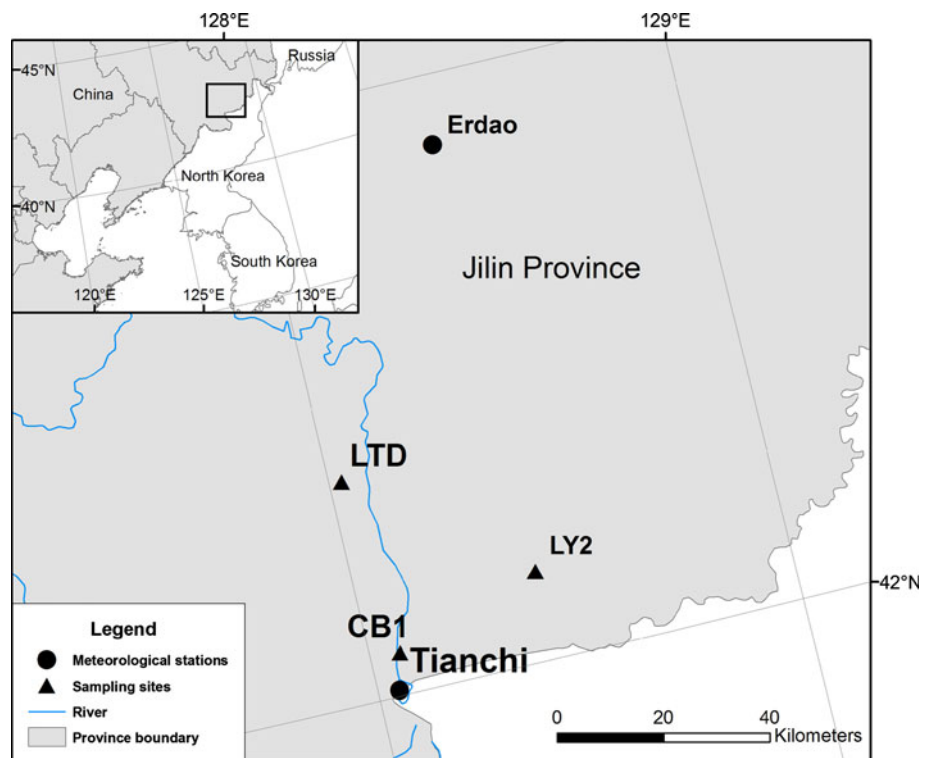 128°E
129°E
45°N
Russia
China
North Korea
40°N
South Korea
120°E
125°E
130°E
Erdao
Jilin Province
LTD
LY2
42°N
CB1
Tianchi
Legend
Meteorological stations
Sampling sites
River
Province boundary
0 20 40
Kilometers